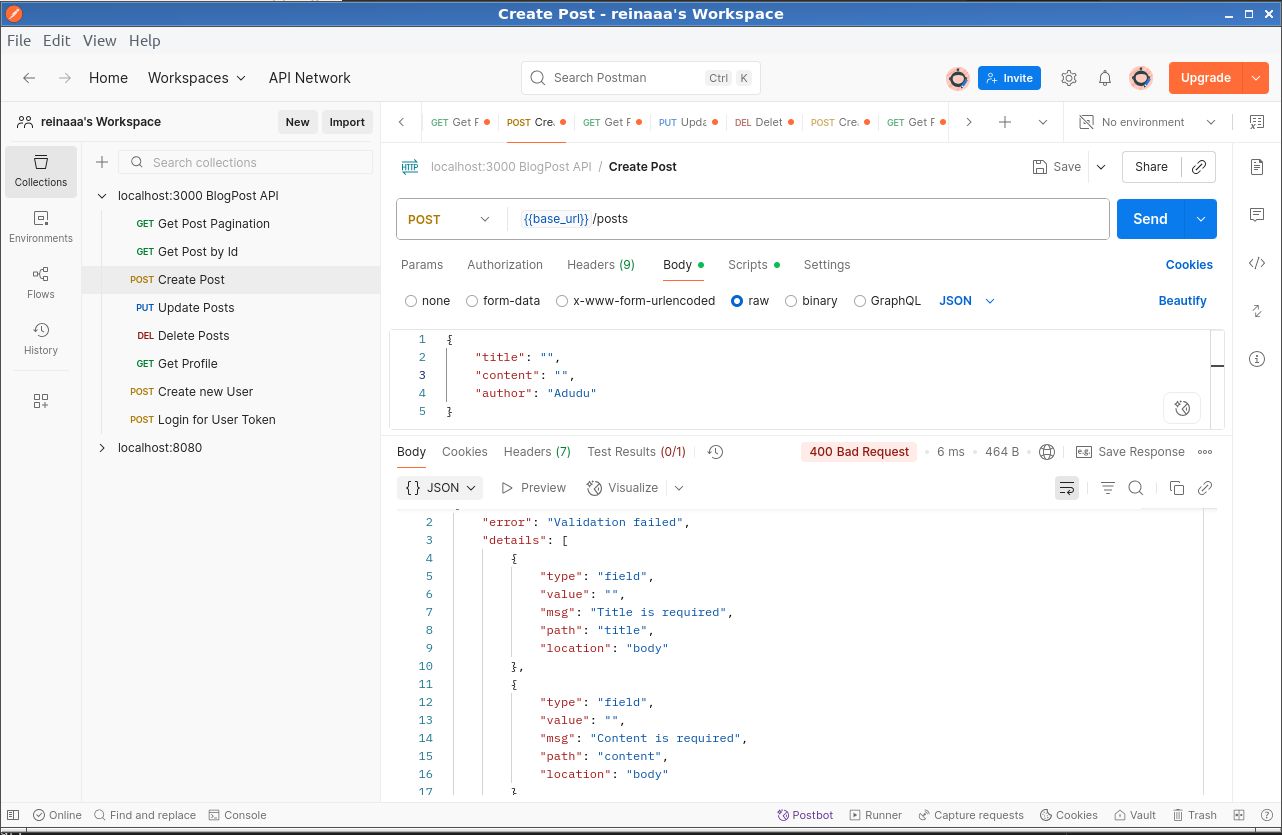 Create Post - reinaaa's Workspace
File Edit View Help
Home Workspaces API Network
Search Postman Ctrl K
Invite
Upgrade
reinaaa's Workspace
New Import
GET Get F POST Cre. GET Get F PUT Upda DEL Delet POST Cre. GET Get F
No environment
Collections
Environments
Flows
History
Search collections
localhost:3000 BlogPost API
GET Get Post Pagination
GET Get Post by Id
POST Create Post
PUT Update Posts
DEL Delete Posts
GET Get Profile
POST Create new User
POST Login for User Token
localhost:8080
HTTP localhost:3000 BlogPost API / Create Post
Save Share
POST {{base_url}} /posts
Send
Params Authorization Headers (9) Body Scripts Settings Cookies
none form-data x-www-form-urlencoded raw binary GraphQL JSON Beautify
1 {
2 "title": "",
3 "content": "",
4 "author": "Adudu"
5 }
Body Cookies Headers (7) Test Results (0/1) 400 Bad Request 6 ms 464 B e.g. Save Response
{} JSON Preview Visualize
2 "error": "Validation failed",
3 "details": [
4 {
5 "type": "field",
6 "value": "",
7 "msg": "Title is required",
8 "path": "title",
9 "location": "body"
10 },
11 {
12 "type": "field",
13 "value": "",
14 "msg": "Content is required",
15 "path": "content",
16 "location": "body"
17 }
Online Find and replace Console Postbot Runner Capture requests Cookies Vault Trash